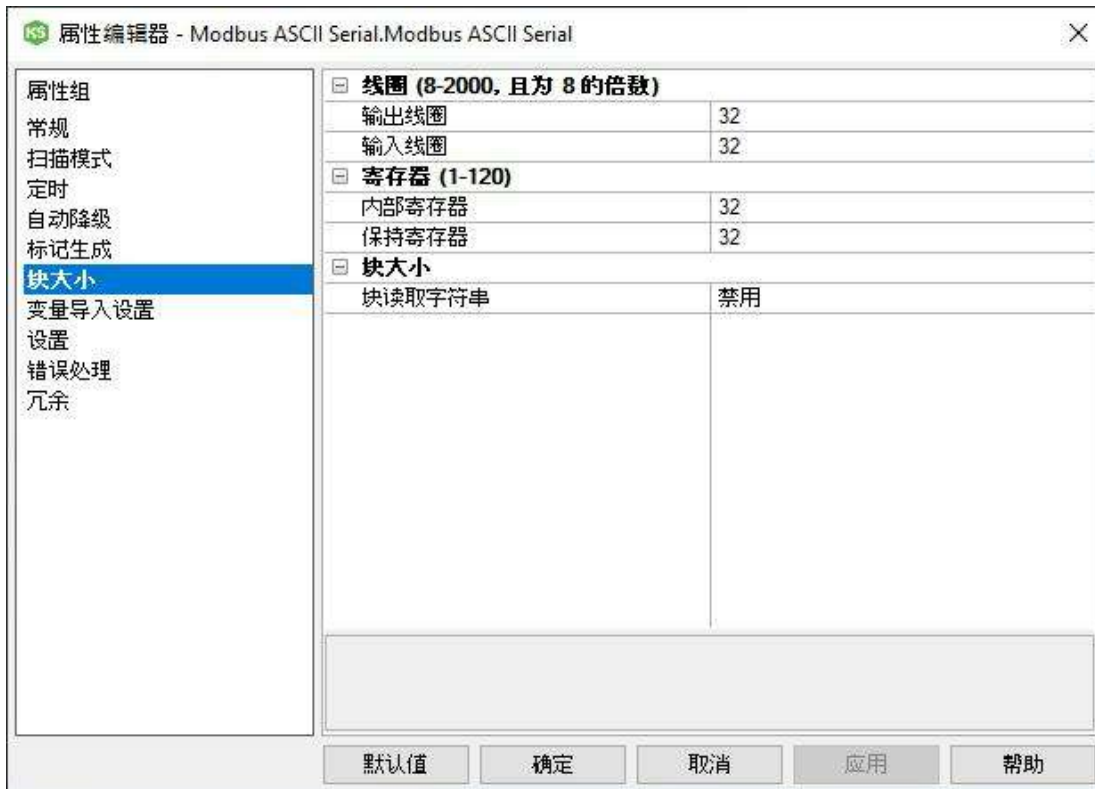 属性编辑器 - Modbus ASCII Serial.Modbus ASCII Serial
属性组
常规
扫描模式
定时
自动降级
标记生成
块大小
变量导入设置
设置
错误处理
冗余
线圈 (8-2000, 且为 8 的倍数)
输出线圈 32
输入线圈 32
寄存器 (1-120)
内部寄存器 32
保持寄存器 32
块大小
块读取字符串 禁用
默认值 确定 取消 应用 帮助